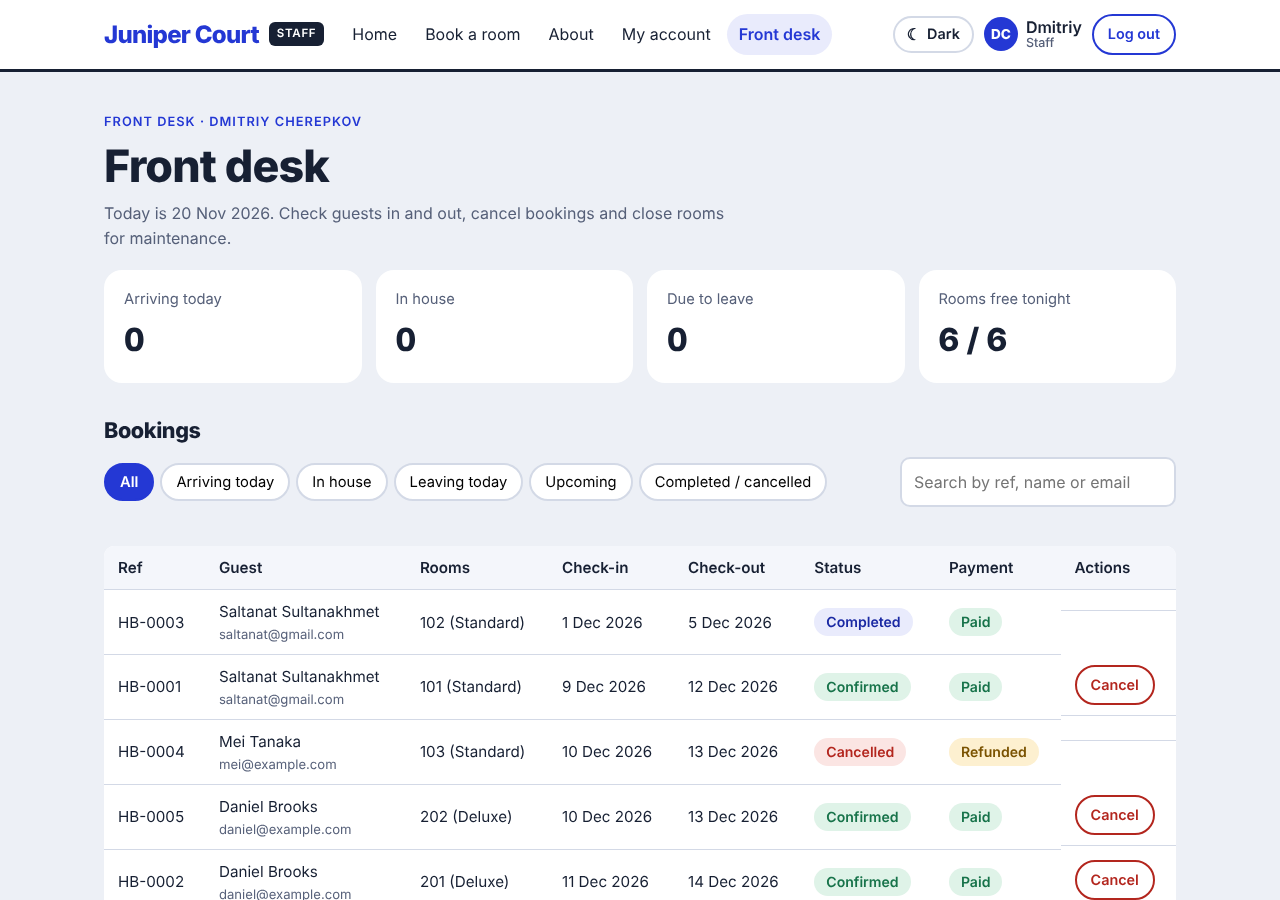 Juniper Court STAFF Home Book a room About My account Front desk ☾ Dark DC Dmitriy Staff Log out
FRONT DESK · DMITRIY CHEREPKOV
Front desk
Today is 20 Nov 2026. Check guests in and out, cancel bookings and close rooms
for maintenance.
Arriving today In house Due to leave Rooms free tonight
0 0 0 6 / 6
Bookings
All Arriving today In house Leaving today Upcoming Completed / cancelled Search by ref, name or email
Ref Guest Rooms Check-in Check-out Status Payment Actions
HB-0003 Saltanat Sultanakhmet 102 (Standard) 1 Dec 2026 5 Dec 2026 Completed Paid
saltanat@gmail.com
HB-0001 Saltanat Sultanakhmet 101 (Standard) 9 Dec 2026 12 Dec 2026 Confirmed Paid Cancel
saltanat@gmail.com
HB-0004 Mei Tanaka 103 (Standard) 10 Dec 2026 13 Dec 2026 Cancelled Refunded
mei@example.com
HB-0005 Daniel Brooks 202 (Deluxe) 10 Dec 2026 13 Dec 2026 Confirmed Paid Cancel
daniel@example.com
HB-0002 Daniel Brooks 201 (Deluxe) 11 Dec 2026 14 Dec 2026 Confirmed Paid Cancel
daniel@example.com